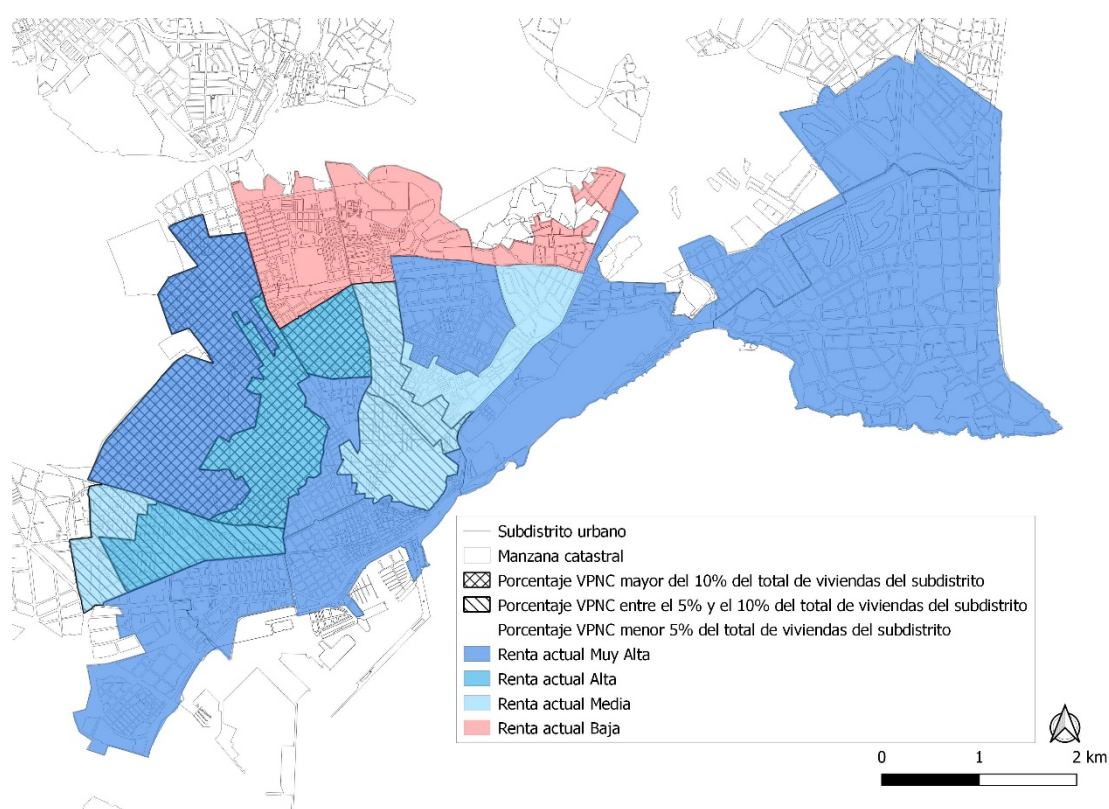 Subdistrito urbano
Manzana catastral
Porcentaje VPNC mayor del 10% del total de viviendas del subdistrito
Porcentaje VPNC entre el 5% y el 10% del total de viviendas del subdistrito
Porcentaje VPNC menor 5% del total de viviendas del subdistrito
Renta actual Muy Alta
Renta actual Alta
Renta actual Media
Renta actual Baja
0 1 2 km